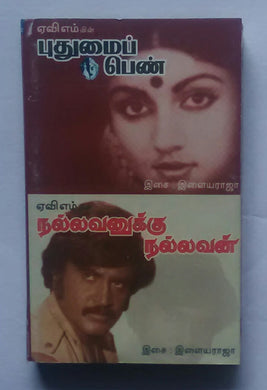 ஏவி எம் மின்
புதுமைப்
பெண்
இசை : இளையராஜா
ஏவி எம்
நல்லவனுக்கு
நல்லவன்
இசை : இளையராஜா